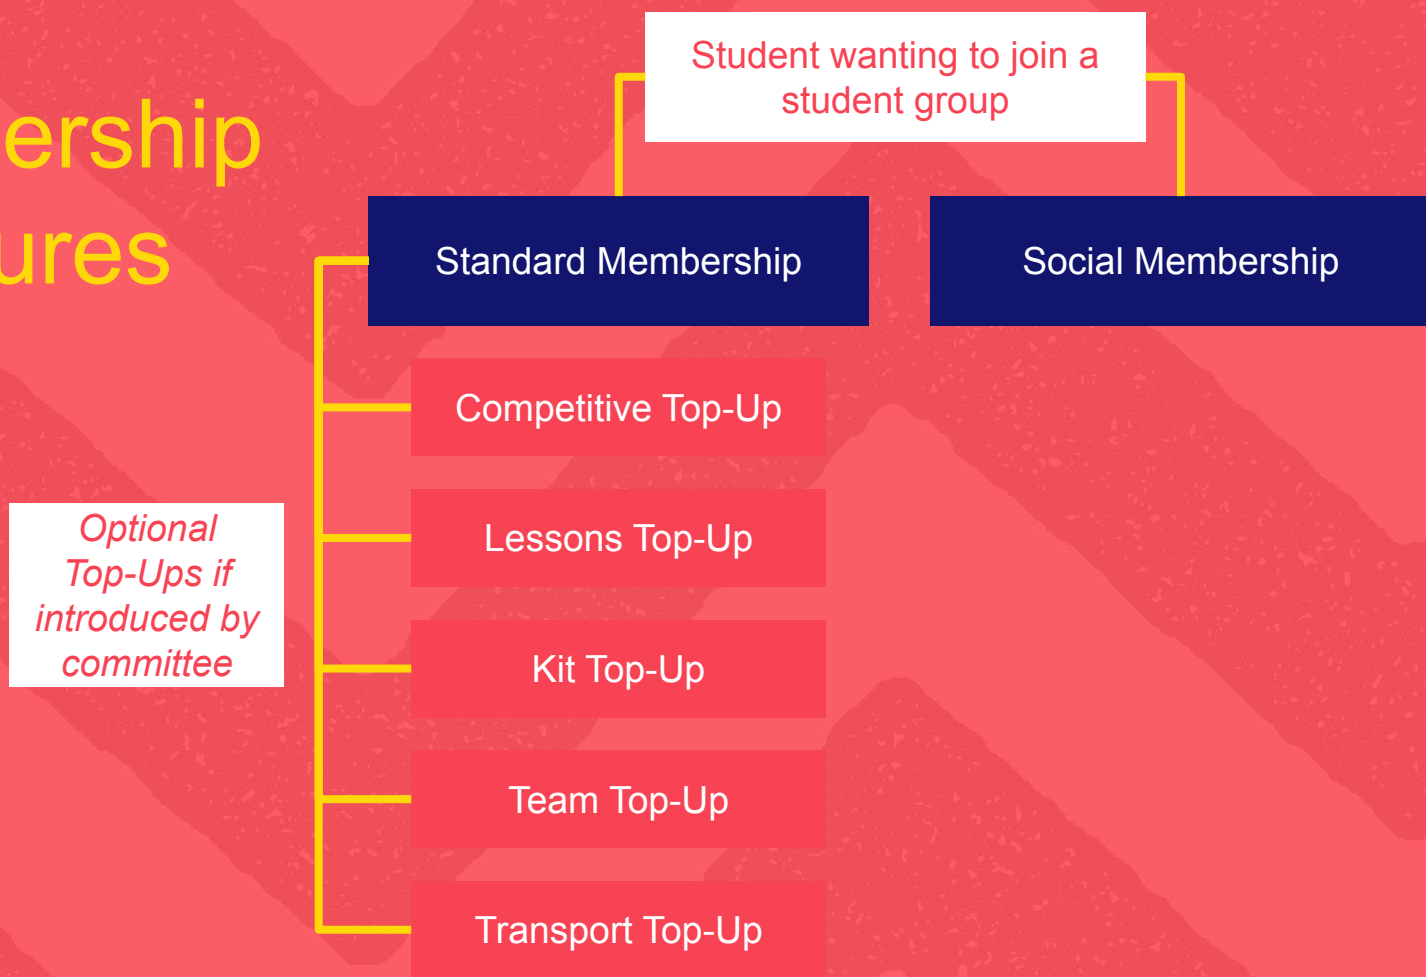 ership
ures
Student wanting to join a
student group
Standard Membership
Social Membership
Competitive Top-Up
Lessons Top-Up
Optional
Top-Ups if
introduced by
committee
Kit Top-Up
Team Top-Up
Transport Top-Up